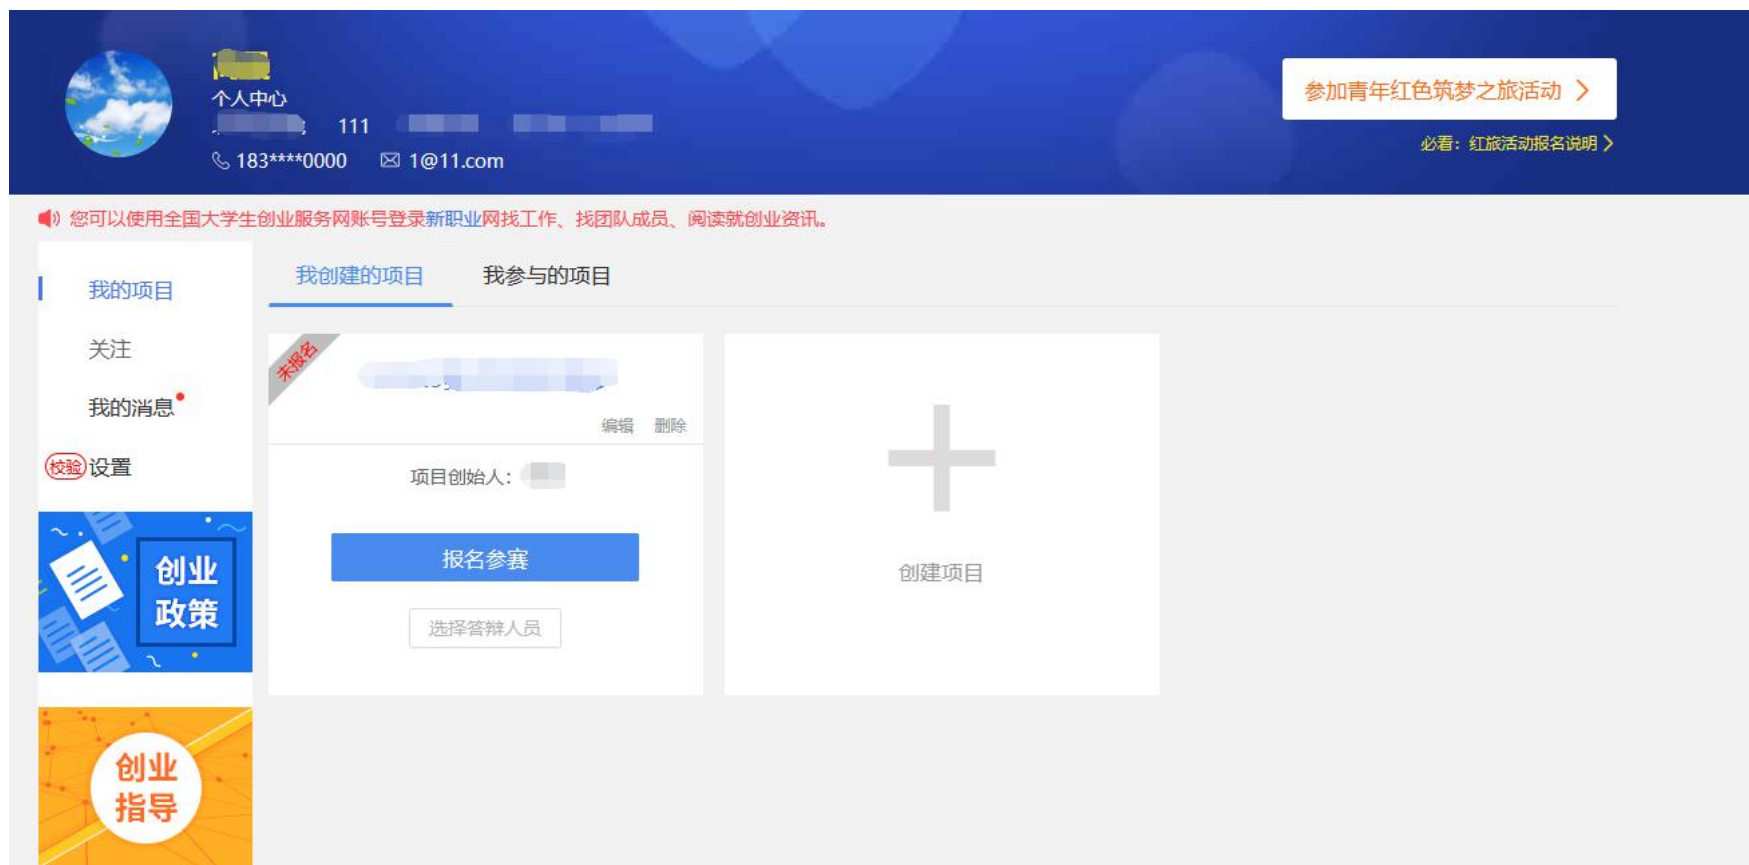 个人中心
参加青年红色筑梦之旅活动 >
111
必看：红旅活动报名说明 >
183****0000 1@11.com
您可以使用全国大学生创业服务网账号登录新职业网找工作、找团队成员、阅读就创业资讯。
我的项目
关注
我的消息
校验 设置
创业
政策
创业
指导
我创建的项目 我参与的项目
未报名
编辑 删除
项目创始人：
报名参赛
选择答辩人员
创建项目